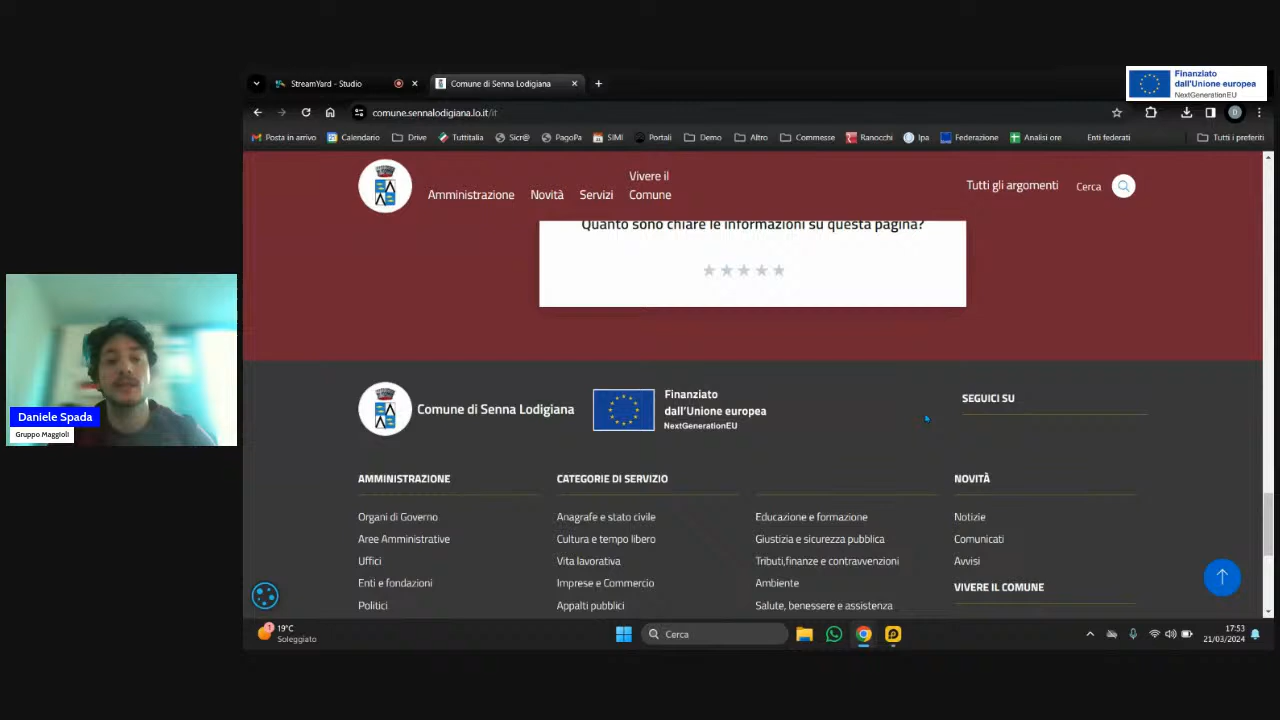 StreamYard - Studio
Comune di Senna Lodigiana
Finanziato
dall'Unione europea
NextGenerationEU
comune.sennalodigiana.lo.it/it
Posta in arrivo
Calendario
Drive
Tuttitalia
Sicr@
PagoPa
SIMI
Portali
Demo
Altro
Commesse
Ranocchi
Ipa
Federazione
Analisi ore
Enti federati
Tutti i preferiti
Amministrazione
Novità
Servizi
Vivere il
Comune
Tutti gli argomenti
Cerca
Quanto sono chiare le informazioni su questa pagina?
Daniele Spada
Gruppo Maggioli
Comune di Senna Lodigiana
Finanziato
dall'Unione europea
NextGenerationEU
SEGUICI SU
AMMINISTRAZIONE
Organi di Governo
Aree Amministrative
Uffici
Enti e fondazioni
Politici
CATEGORIE DI SERVIZIO
Anagrafe e stato civile
Cultura e tempo libero
Vita lavorativa
Imprese e Commercio
Appalti pubblici
Educazione e formazione
Giustizia e sicurezza pubblica
Tributi,finanze e contravvenzioni
Ambiente
Salute, benessere e assistenza
NOVITÀ
Notizie
Comunicati
Avvisi
VIVERE IL COMUNE
1
19°C
Soleggiato
Cerca
17:53
21/03/2024